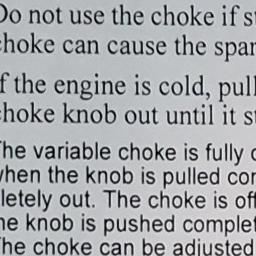 Do not use the choke if s
choke can cause the spar
f the engine is cold, pull
choke knob out until it s
The variable choke is fully
when the knob is pulled co
letely out. The choke is off
he knob is pushed complet
The choke can be adjusted